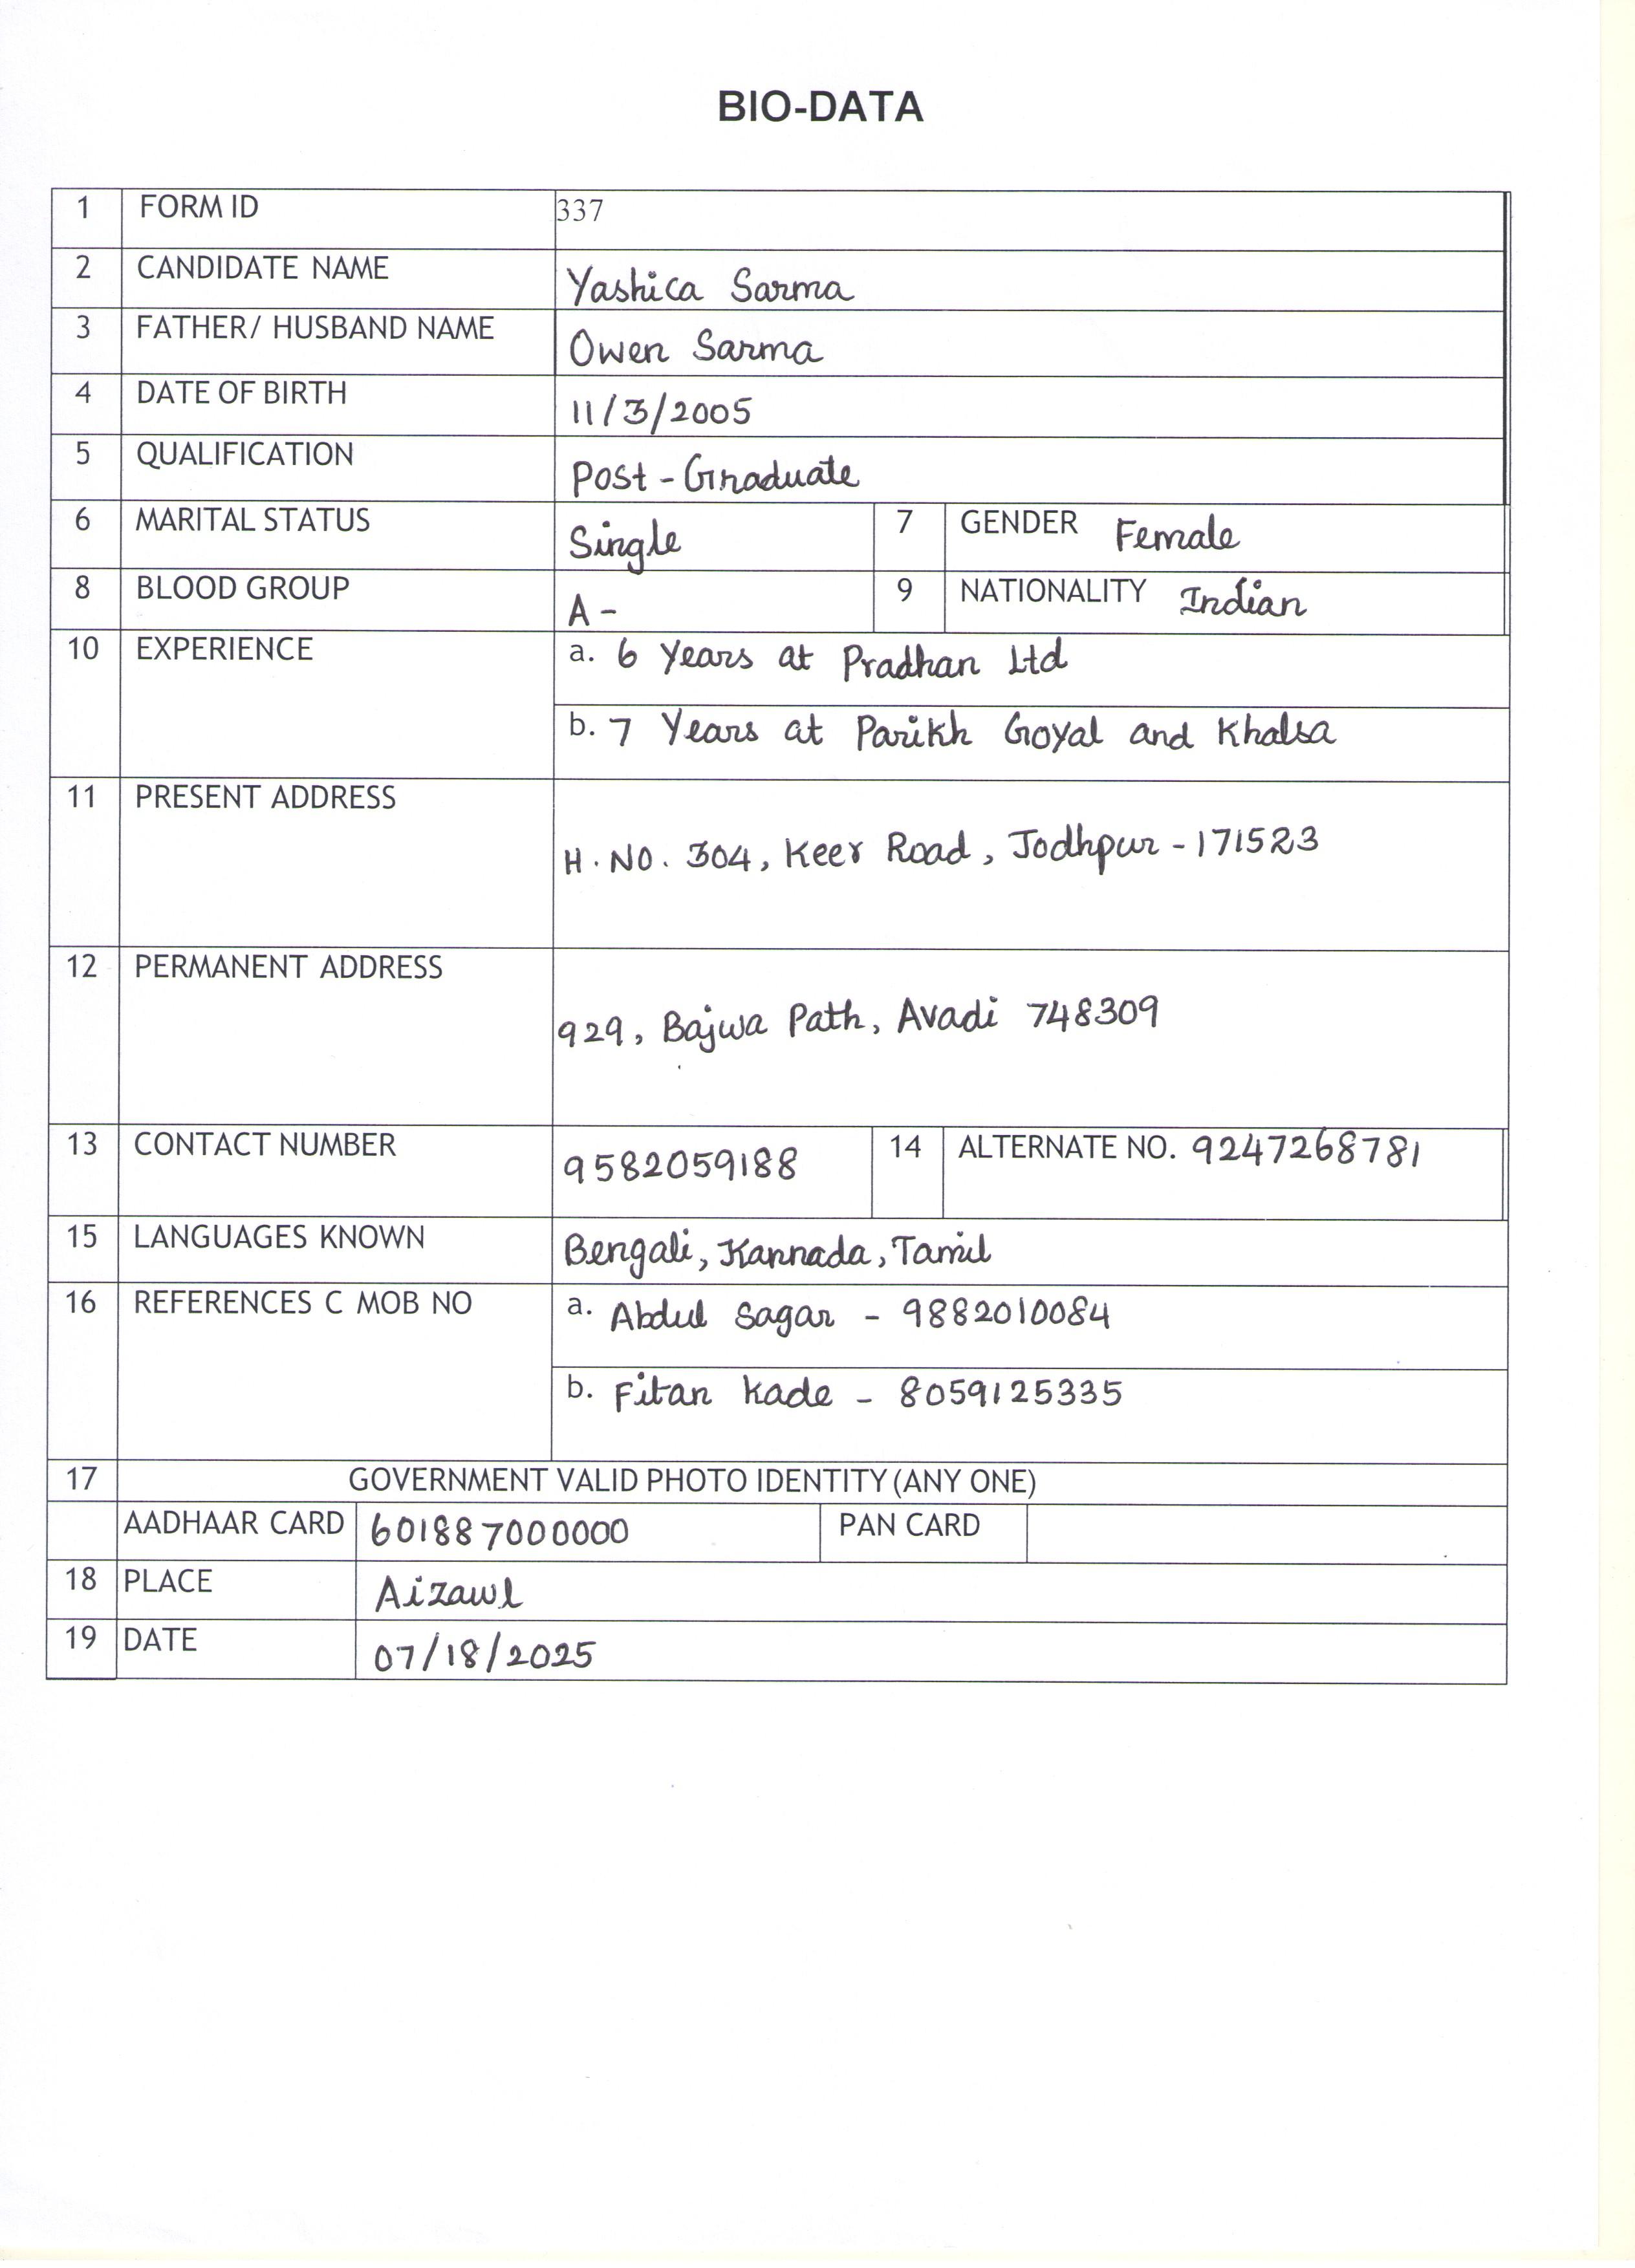 BIO-DATA
1 FORM ID 337
2 CANDIDATE NAME Yashica Sarma
3 FATHER/ HUSBAND NAME Owen Sarma
4 DATE OF BIRTH 11/3/2005
5 QUALIFICATION Post-Graduate
6 MARITAL STATUS Single 7 GENDER Female
8 BLOOD GROUP A- 9 NATIONALITY Indian
10 EXPERIENCE a. 6 Years at Pradhan Ltd
b. 7 Years at Parikh Goyal and Khalsa
11 PRESENT ADDRESS
H.NO. 304, Keer Road, Jodhpur-171523
12 PERMANENT ADDRESS
929, Bajwa Path, Avadi 748309
13 CONTACT NUMBER 9582059188 14 ALTERNATE NO. 9247268781
15 LANGUAGES KNOWN Bengali, Kannada, Tamil
16 REFERENCES C MOB NO a. Abdul Sagar - 9882010084
b. Fitan Kade - 8059125335
17 GOVERNMENT VALID PHOTO IDENTITY (ANY ONE)
AADHAAR CARD 601887000000 PAN CARD
18 PLACE Aizawl
19 DATE 07/18/2025